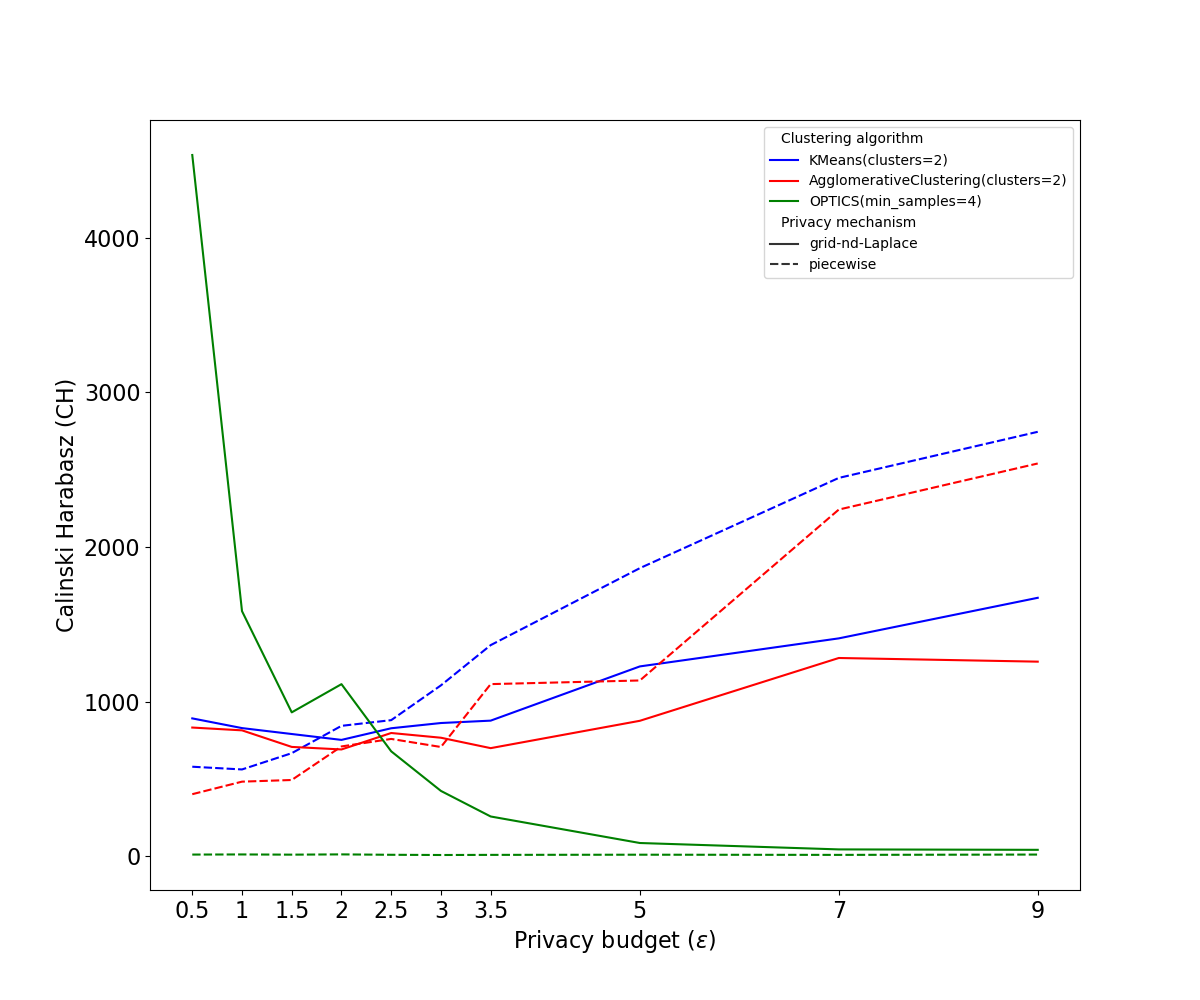 Clustering algorithm
KMeans(clusters=2)
AgglomerativeClustering(clusters=2)
OPTICS(min_samples=4)
Privacy mechanism
grid-nd-Laplace
piecewise
Calinski Harabasz (CH)
4000
3000
2000
1000
0
0.5 1 1.5 2 2.5 3 3.5 5 7 9
Privacy budget (ε)